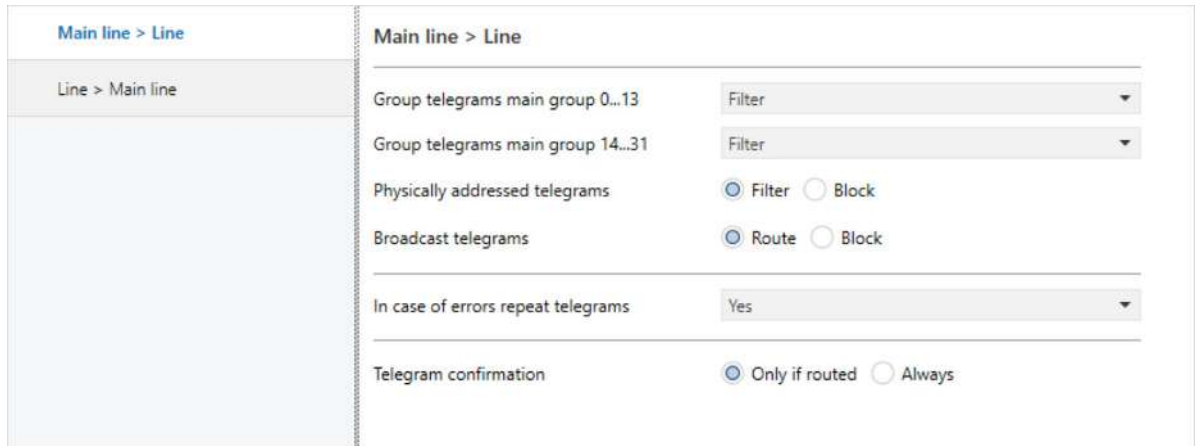 Main line > Line
Line > Main line
Main line > Line
Group telegrams main group 0...13 Filter
Group telegrams main group 14...31 Filter
Physically addressed telegrams Filter Block
Broadcast telegrams Route Block
In case of errors repeat telegrams Yes
Telegram confirmation Only if routed Always